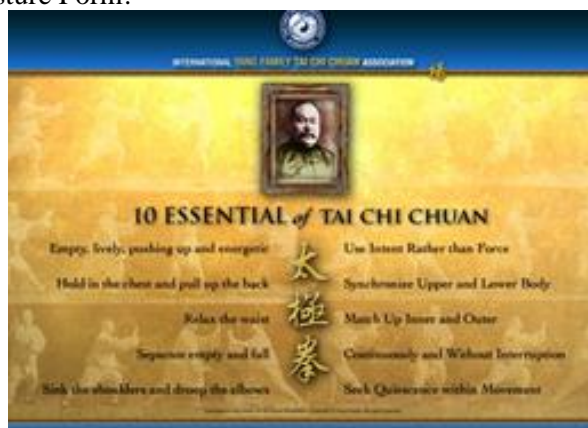 sture Form:
INTERNATIONAL YANG FAMILY TAI CHI CHUAN ASSOCIATION
10 ESSENTIAL of TAI CHI CHUAN
Empty, lively, pushing up and energetic
Hold in the chest and pull up the back
Relax the waist
Separate empty and full
Sink the shoulders and droop the elbows
太極拳
Use Intent Rather than Force
Synchronize Upper and Lower Body
Match Up Inner and Outer
Continuously and Without Interruption
Seek Quiescence within Movement